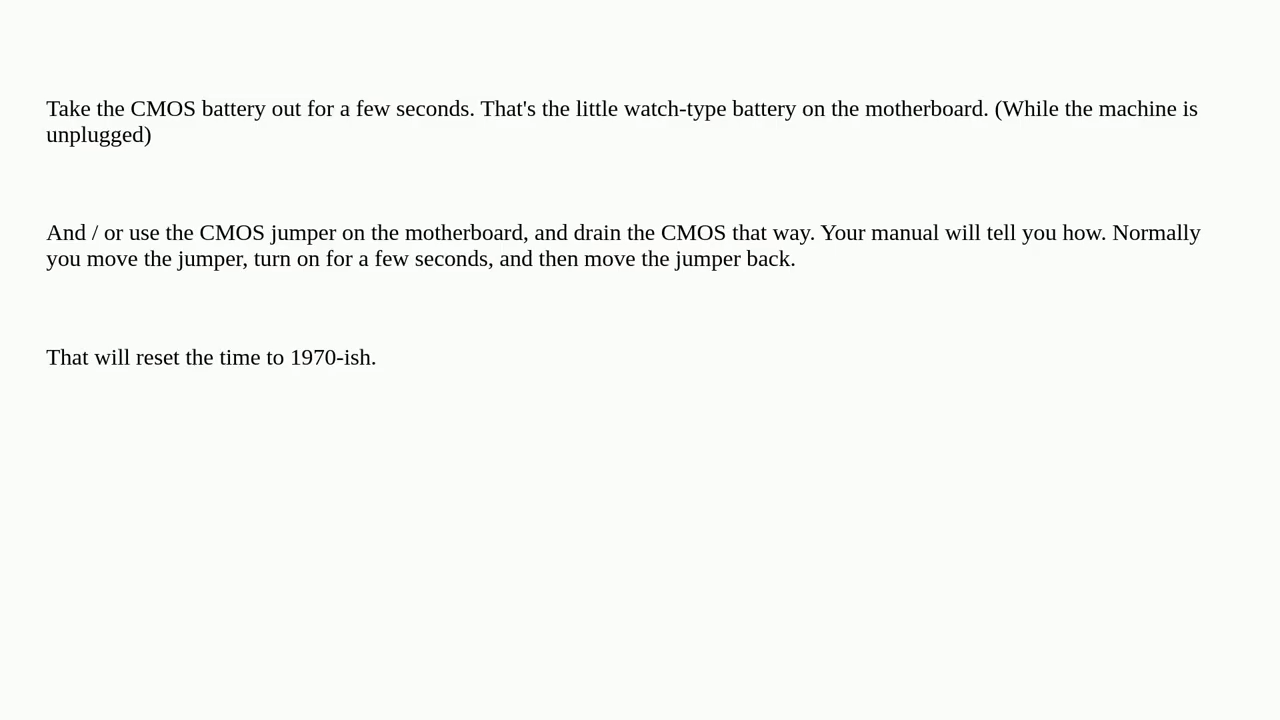 Take the CMOS battery out for a few seconds. That's the little watch-type battery on the motherboard. (While the machine is
unplugged)
And / or use the CMOS jumper on the motherboard, and drain the CMOS that way. Your manual will tell you how. Normally
you move the jumper, turn on for a few seconds, and then move the jumper back.
That will reset the time to 1970-ish.